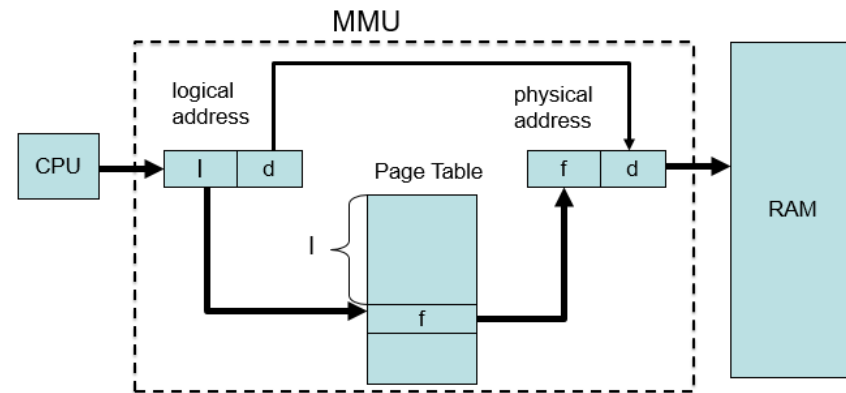 MMU
logical
address
physical
address
CPU
l
d
Page Table
f
d
RAM
l
f